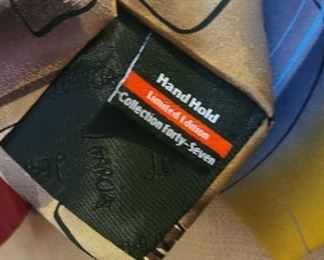 Hand Hold
Limited Edition
Collection Forty-Seven